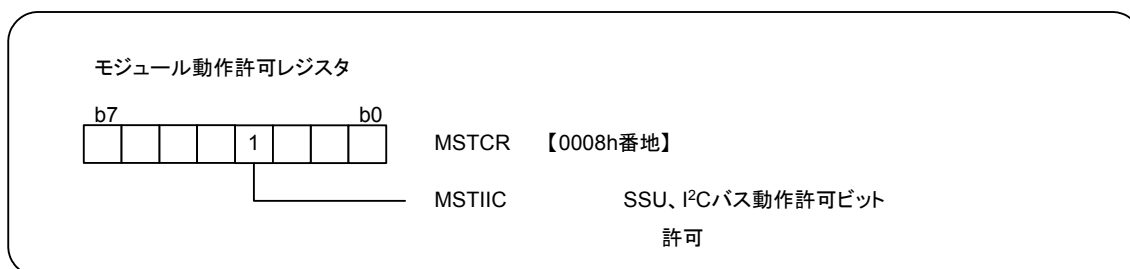 モジュール動作許可レジスタ
b7 b0
1 MSTCR 【0008h番地】
MSTIIC SSU、I²Cバス動作許可ビット
許可